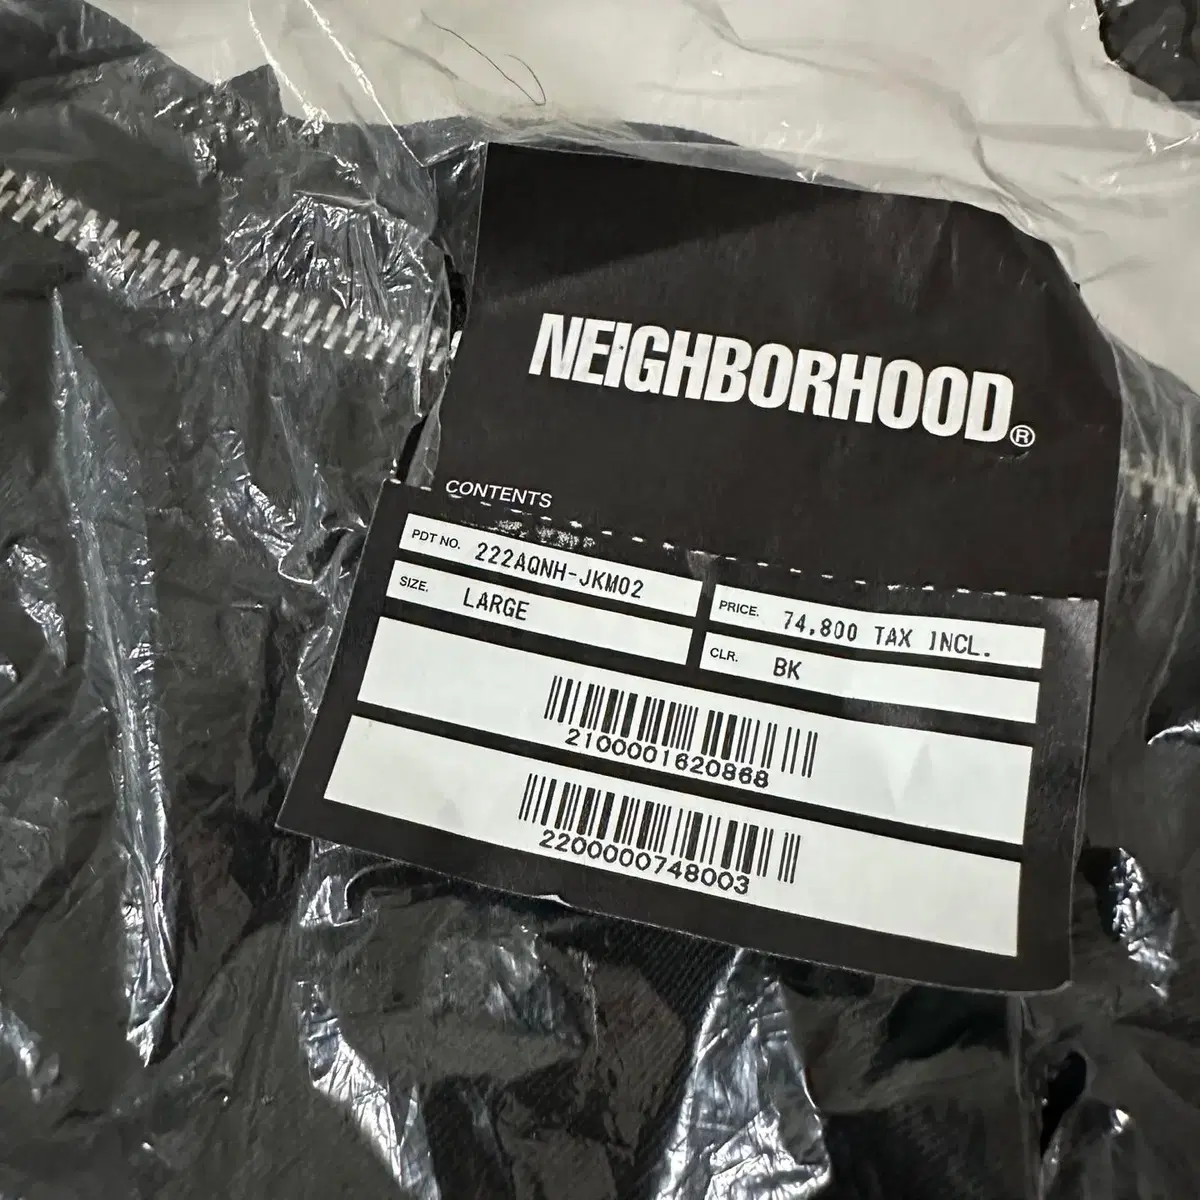 NEIGHBORHOOD®
CONTENTS
PDT NO. 222AQNH-JKM02
PRICE. 74,800 TAX INCL.
SIZE. LARGE
CLR. BK
2100001620868
2200000748003